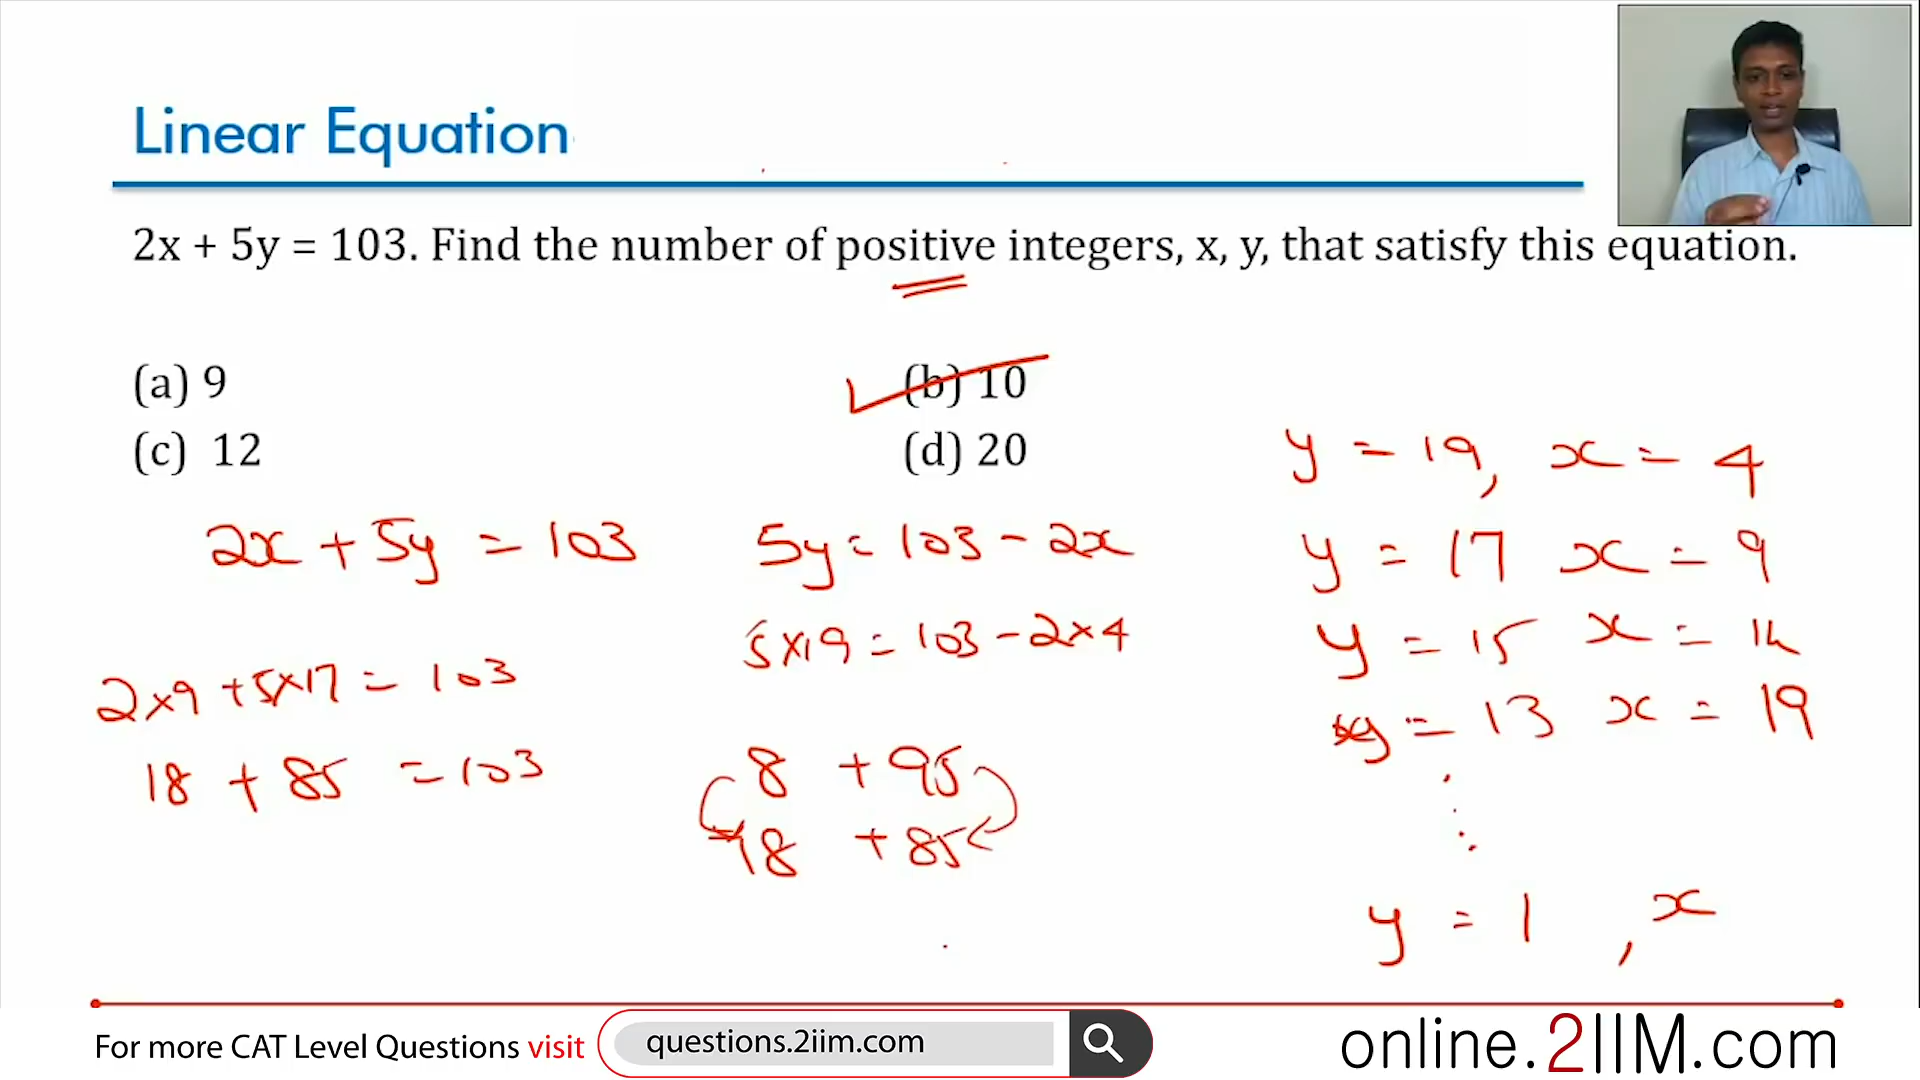 Linear Equation
2x + 5y = 103. Find the number of positive integers, x, y, that satisfy this equation.
(a) 9
(b) 10
(c) 12
(d) 20
2x + 5y = 103
2×9 + 5×17 = 103
18 + 85 = 103
5y = 103 - 2x
5×19 = 103 - 2×4
8 + 95
18 + 85
y = 19, x = 4
y = 17 x = 9
y = 15 x = 14
y = 13 x = 19
y = 1 , x
For more CAT Level Questions visit
questions.2iim.com
online.2IIM.com